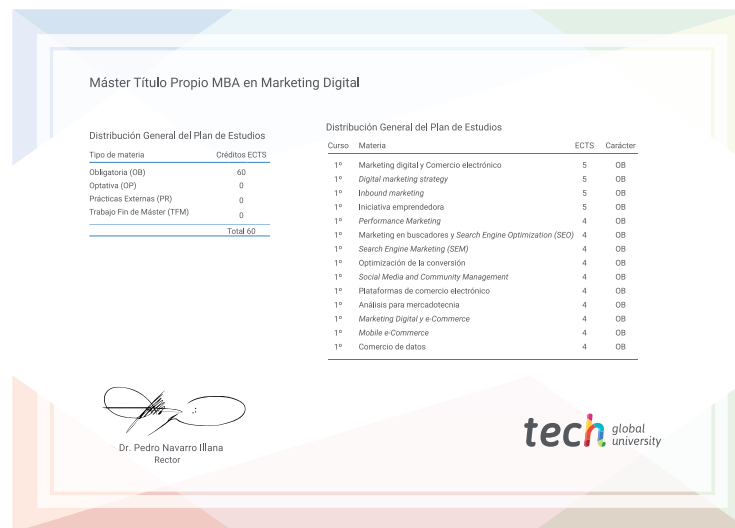 Máster Título Propio MBA en Marketing Digital
Distribución General del Plan de Estudios
Tipo de materia Créditos ECTS
Obligatoria (OB) 60
Optativa (OP) 0
Prácticas Externas (PR) 0
Trabajo Fin de Máster (TFM) 0
Total 60
Distribución General del Plan de Estudios
Curso Materia ECTS Carácter
1º Marketing digital y Comercio electrónico 5 OB
1º Digital marketing strategy 5 OB
1º Inbound marketing 5 OB
1º Iniciativa emprendedora 5 OB
1º Performance Marketing 4 OB
1º Marketing en buscadores y Search Engine Optimization (SEO) 4 OB
1º Search Engine Marketing (SEM) 4 OB
1º Optimización de la conversión 4 OB
1º Social Media and Community Management 4 OB
1º Plataformas de comercio electrónico 4 OB
1º Análisis para mercadotecnia 4 OB
1º Marketing Digital y e-Commerce 4 OB
1º Mobile e-Commerce 4 OB
1º Comercio de datos 4 OB
Dr. Pedro Navarro Illana
Rector
tech global
university